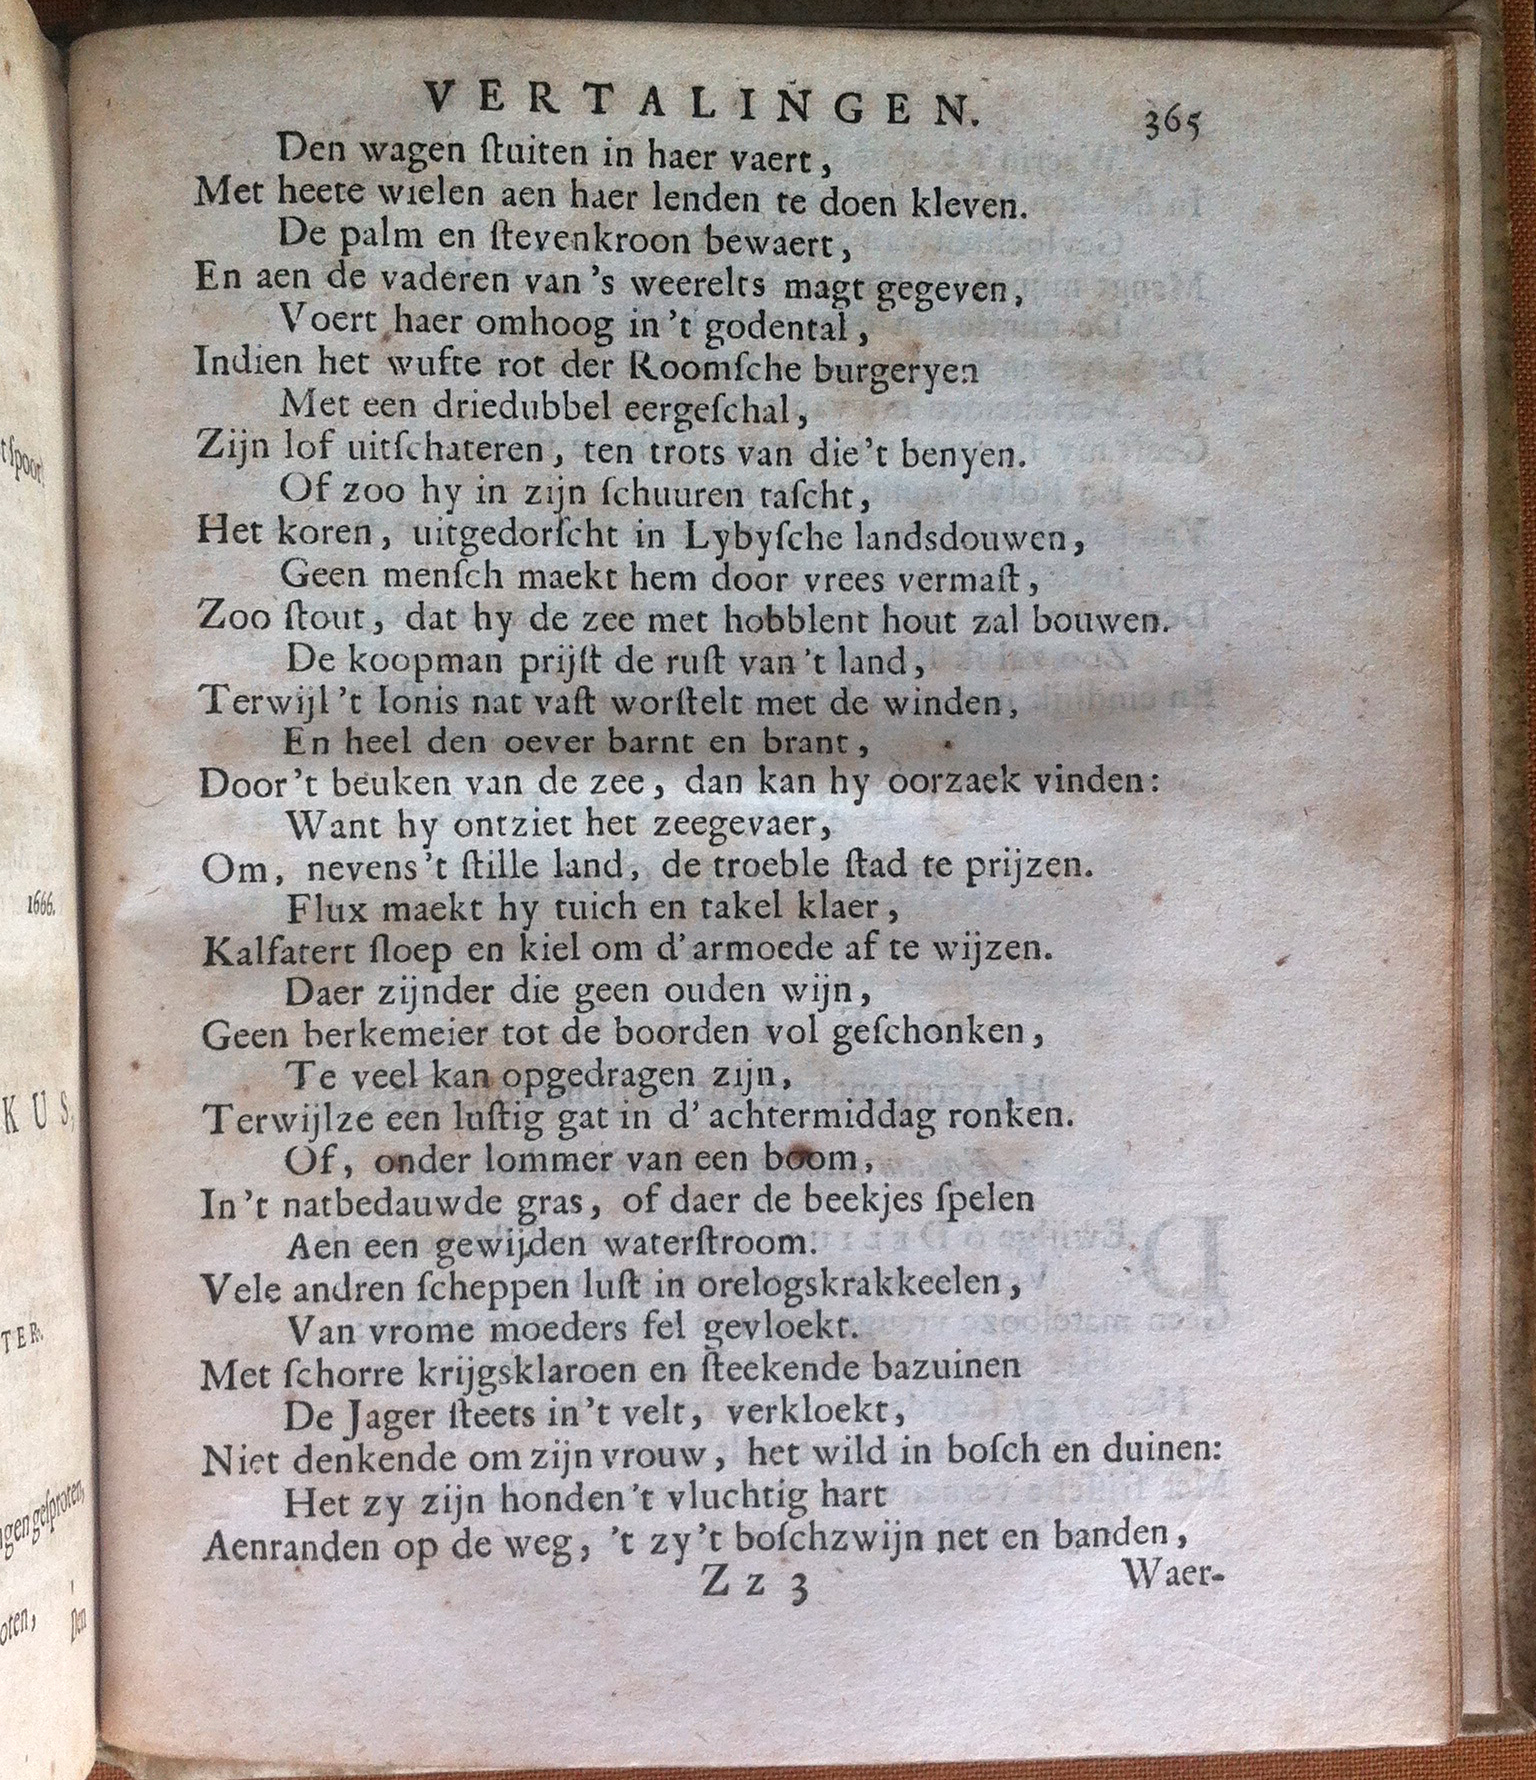 VERTALINGEN. 365
Den wagen ſtuiten in haer vaert,
Met heete wielen aen haer lenden te doen kleven.
De palm en ſtevenkroon bewaert,
En aen de vaderen van 's weerelts magt gegeven,
Voert haer omhoog in 't godental,
Indien het wufte rot der Roomſche burgeryen
Met een driedubbel eergeſchal,
Zijn lof uitſchateren, ten trots van die 't benyen.
Of zoo hy in zijn ſchuuren taſcht,
Het koren, uitgedorſcht in Lybyſche landsdouwen,
Geen menſch maekt hem door vrees vermaſt,
Zoo ſtout, dat hy de zee met hobblent hout zal bouwen.
De koopman prijſt de ruſt van 't land,
Terwijl 't Ionis nat vaſt worſtelt met de winden,
En heel den oever barnt en brant,
Door 't beuken van de zee, dan kan hy oorzaek vinden:
Want hy ontziet het zeegevaer,
Om, nevens 't ſtille land, de troeble ſtad te prijzen.
Flux maekt hy tuich en takel klaer,
Kalfatert ſloep en kiel om d' armoede af te wijzen.
Daer zijnder die geen ouden wijn,
Geen berkemeier tot de boorden vol geſchonken,
Te veel kan opgedragen zijn,
Terwijlze een luſtig gat in d' achtermiddag ronken.
Of, onder lommer van een boom,
In 't natbedauwde gras, of daer de beekjes ſpelen
Aen een gewijden waterſtroom.
Vele andren ſcheppen luſt in orelogskrakkeelen,
Van vrome moeders fel gevloekt.
Met ſchorre krijgsklaroen en ſteekende bazuinen
De Jager ſteets in 't velt, verkloekt,
Niet denkende om zijn vrouw, het wild in boſch en duinen:
Het zy zijn honden 't vluchtig hart
Aenranden op de weg, 't zy 't boſchzwijn net en banden,
Zz 3 Waer-
t ſpoor!
1666.
KUS,
TER.
gen geſproten,
oten,
Den